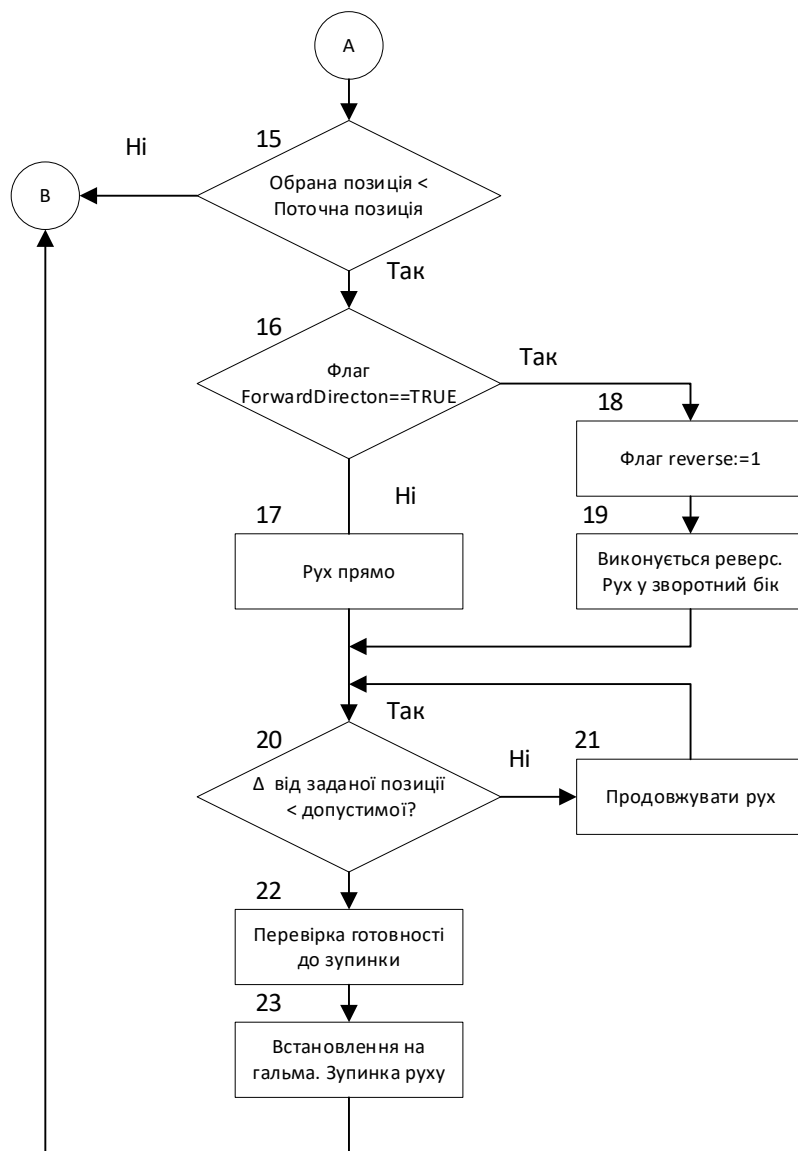 A
15
Ні
В
Обрана позиція <
Поточна позиція
Так
16
Флаг
ForwardDirecton==TRUE
Так
18
Флаг reverse:=1
Ні
17
Рух прямо
19
Виконується реверс.
Рух у зворотний бік
Так
20
Δ від заданої позиції
< допустимої?
Ні
21
Продовжувати рух
22
Перевірка готовності
до зупинки
23
Встановлення на
гальма. Зупинка руху